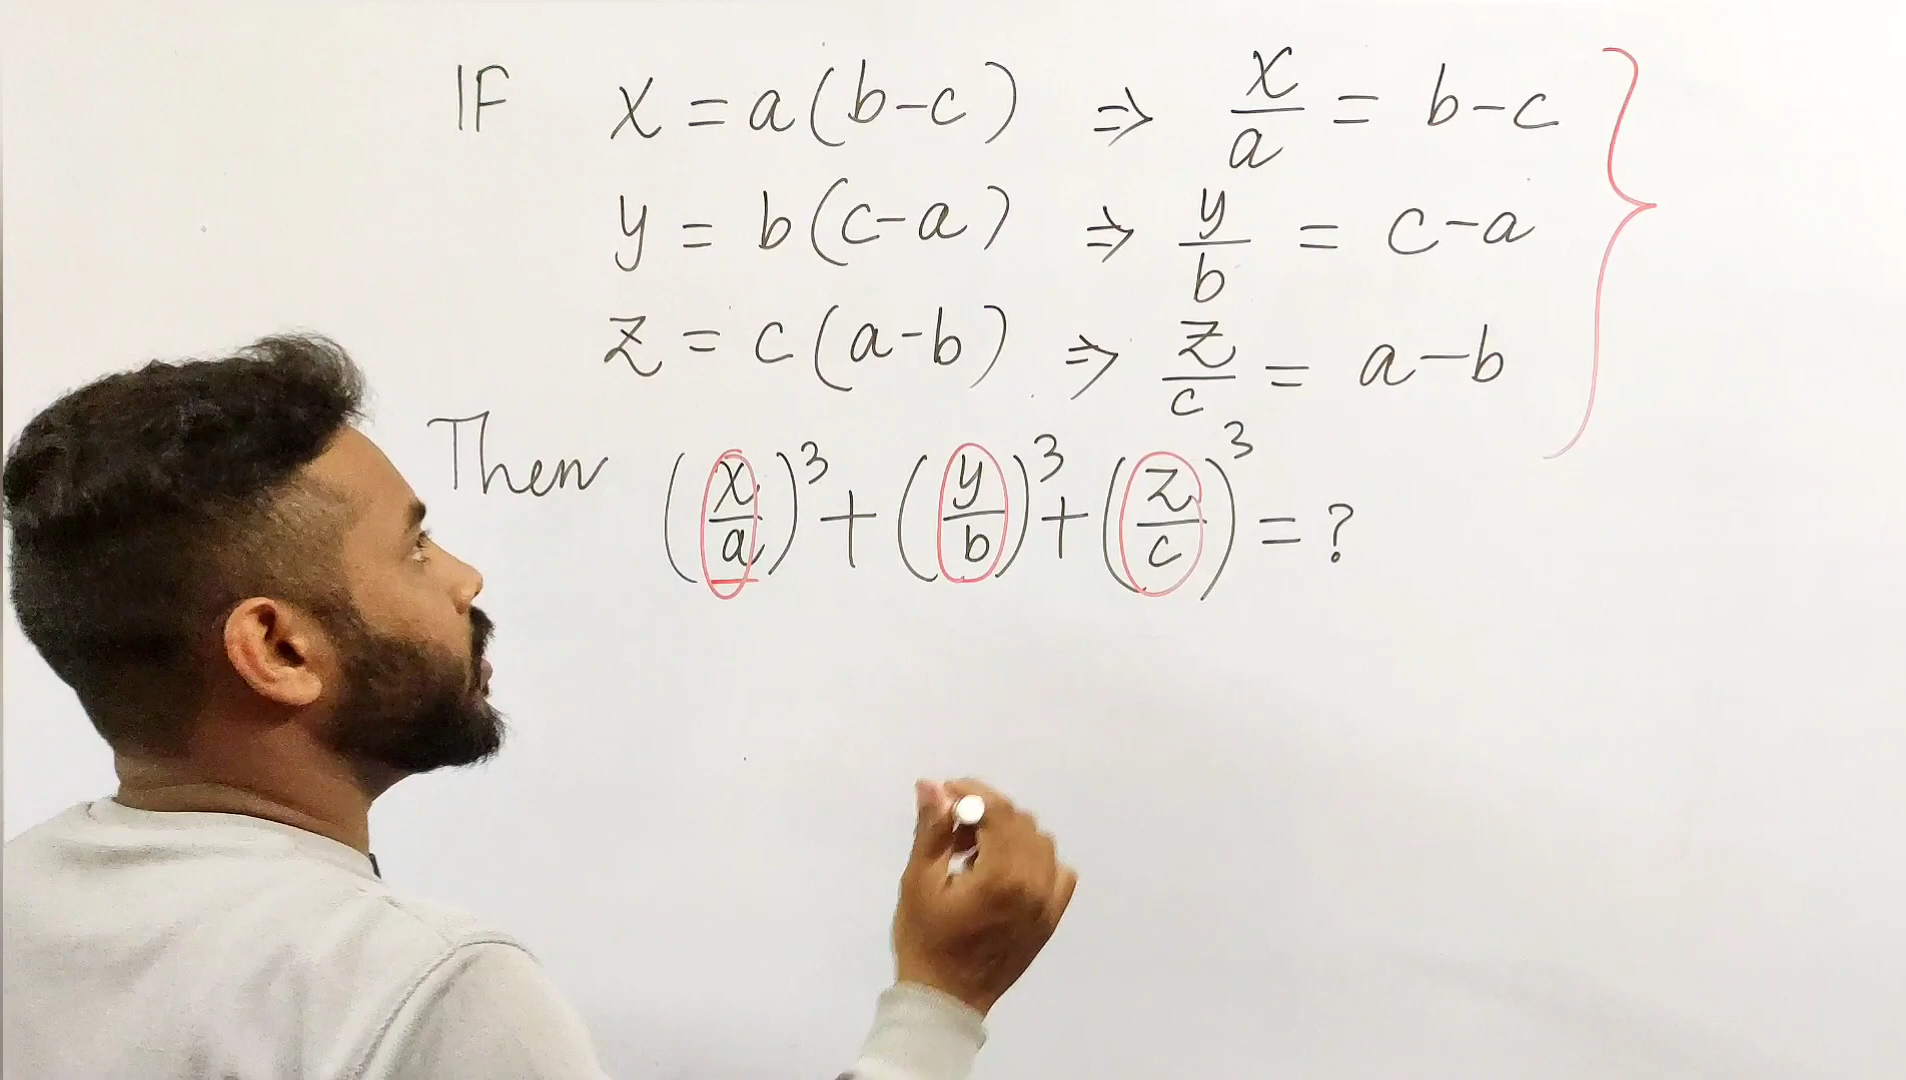 IF x = a(b-c) ⇒ x/a = b-c
y = b(c-a) ⇒ y/b = c-a
z = c(a-b) ⇒ z/c = a-b
Then (x/a)³ + (y/b)³ + (z/c)³ = ?